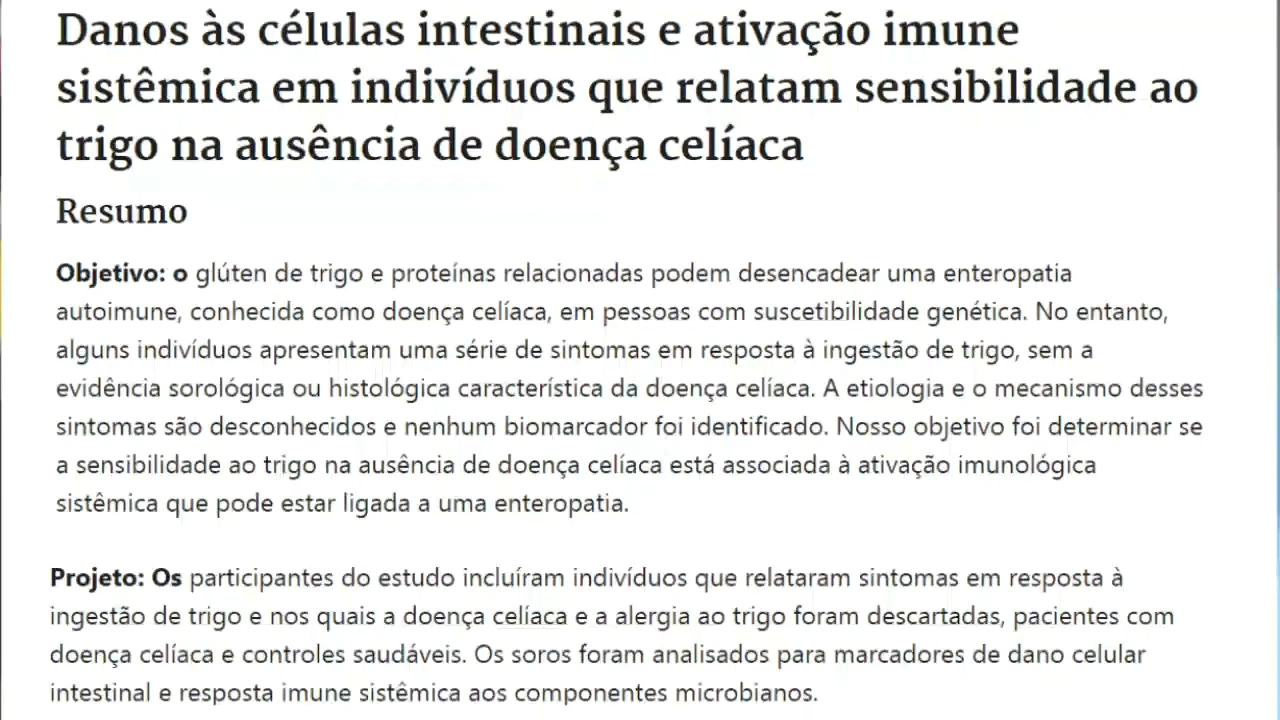 Danos às células intestinais e ativação imune
sistêmica em indivíduos que relatam sensibilidade ao
trigo na ausência de doença celíaca
Resumo
Objetivo: o glúten de trigo e proteínas relacionadas podem desencadear uma enteropatia
autoimune, conhecida como doença celíaca, em pessoas com suscetibilidade genética. No entanto,
alguns indivíduos apresentam uma série de sintomas em resposta à ingestão de trigo, sem a
evidência sorológica ou histológica característica da doença celíaca. A etiologia e o mecanismo desses
sintomas são desconhecidos e nenhum biomarcador foi identificado. Nosso objetivo foi determinar se
a sensibilidade ao trigo na ausência de doença celíaca está associada à ativação imunológica
sistêmica que pode estar ligada a uma enteropatia.
Projeto: Os participantes do estudo incluíram indivíduos que relataram sintomas em resposta à
ingestão de trigo e nos quais a doença celíaca e a alergia ao trigo foram descartadas, pacientes com
doença celíaca e controles saudáveis. Os soros foram analisados para marcadores de dano celular
intestinal e resposta imune sistêmica aos componentes microbianos.